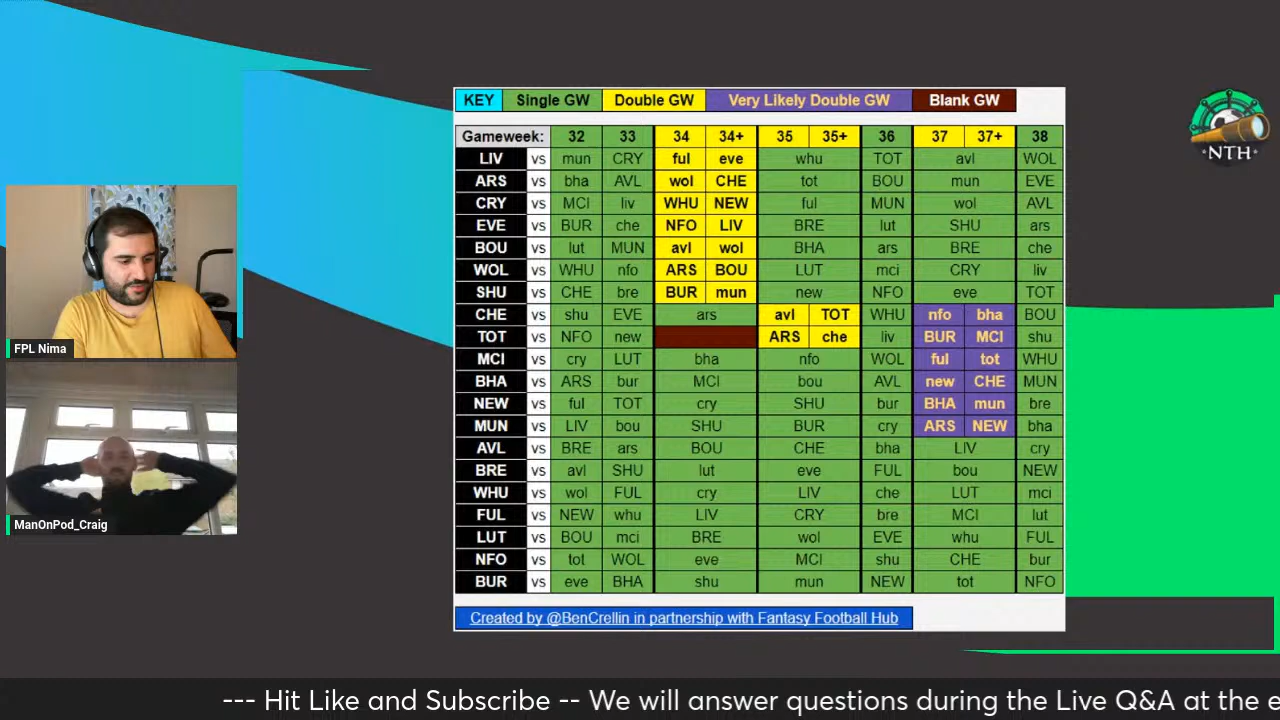 KEY Single GW Double GW Very Likely Double GW Blank GW
Gameweek: 32 33 34 34+ 35 35+ 36 37 37+ 38
LIV vs mun CRY ful eve whu TOT avl WOL
ARS vs bha AVL wol CHE tot BOU mun EVE
CRY vs MCI liv WHU NEW ful MUN wol AVL
EVE vs BUR che NFO LIV BRE lut SHU ars
BOU vs lut MUN avl wol BHA ars BRE che
WOL vs WHU nfo ARS BOU LUT mci CRY liv
SHU vs CHE bre BUR mun new NFO eve TOT
CHE vs shu EVE ars avl TOT WHU nfo bha BOU
TOT vs NFO new ARS che liv BUR MCI shu
MCI vs cry LUT bha nfo WOL ful tot WHU
BHA vs ARS bur MCI bou AVL new CHE MUN
NEW vs ful TOT cry SHU bur BHA mun bre
MUN vs LIV bou SHU BUR cry ARS NEW bha
AVL vs BRE ars BOU CHE bha LIV cry
BRE vs avl SHU lut eve FUL bou NEW
WHU vs wol FUL cry LIV che LUT mci
FUL vs NEW whu LIV CRY bre MCI lut
LUT vs BOU mci BRE wol EVE whu FUL
NFO vs tot WOL eve MCI shu CHE bur
BUR vs eve BHA shu mun NEW tot NFO
Created by @BenCrellin in partnership with Fantasy Football Hub
NTH
FPL Nima
ManOnPod_Craig
--- Hit Like and Subscribe -- We will answer questions during the Live Q&A at the e